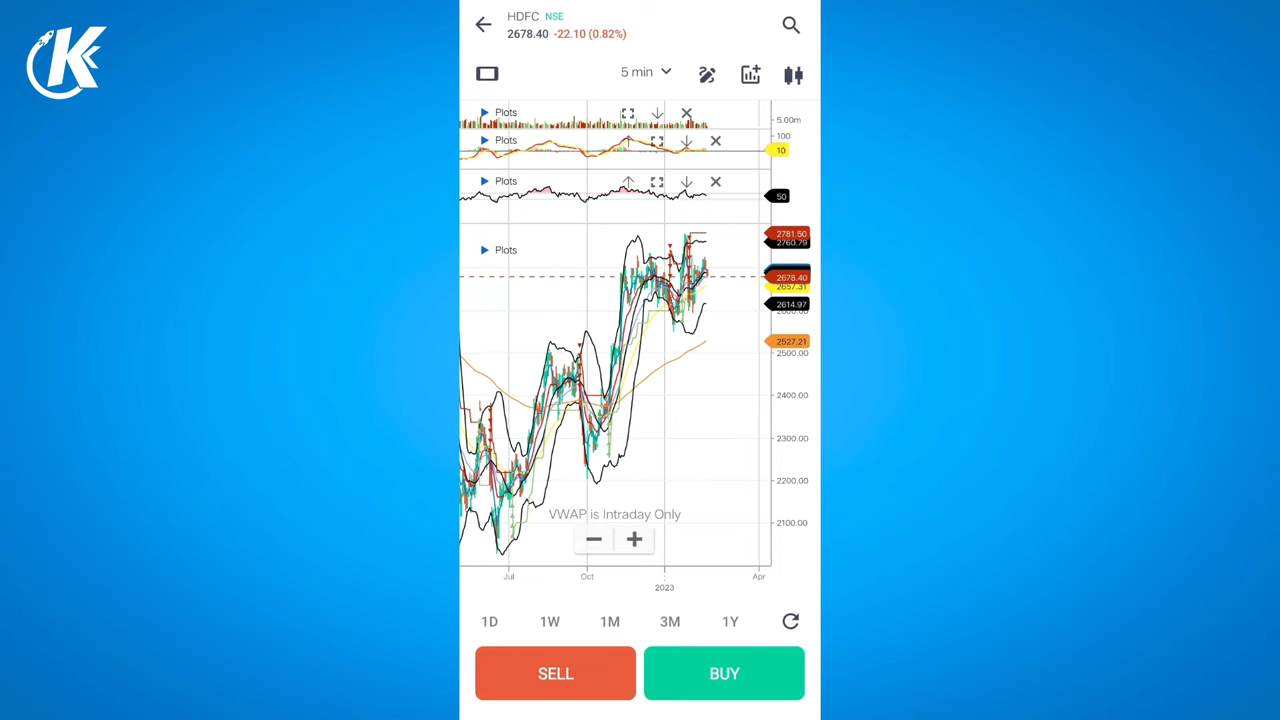 K
HDFC NSE
2678.40 -22.10 (0.82%)
5 min
Plots
5.00m
100
Plots
10
Plots
50
2781.50
2760.79
Plots
2678.40
2657.31
2614.97
2600.00
2527.21
2500.00
2400.00
2300.00
2200.00
VWAP is Intraday Only
2100.00
Jul Oct Apr
2023
1D 1W 1M 3M 1Y
SELL BUY